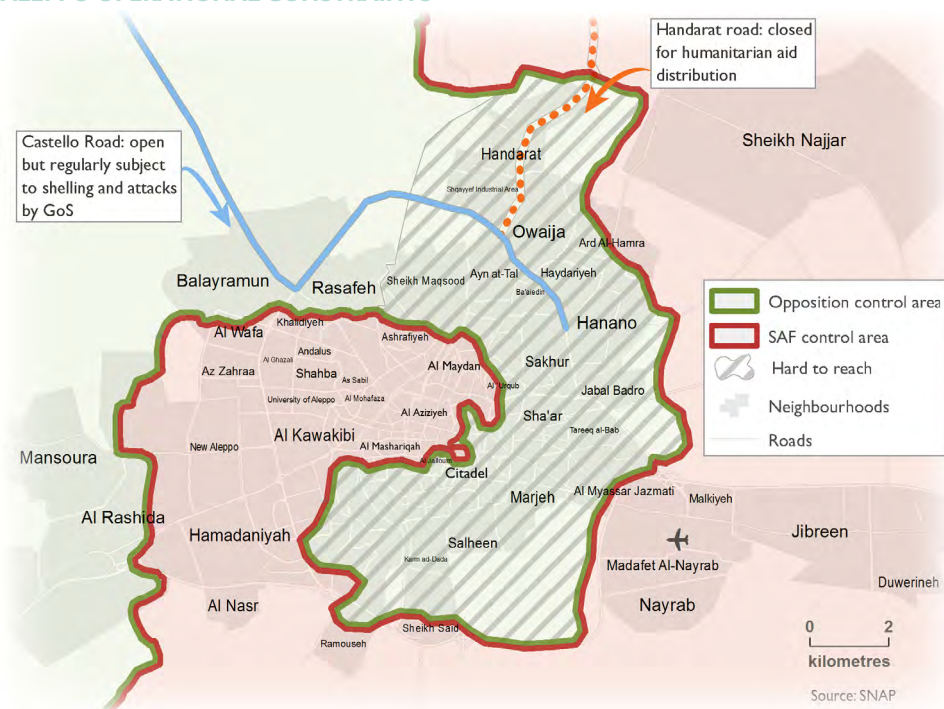 Handarat road: closed
for humanitarian aid
distribution
Sheikh Najjar
Castello Road: open
but regularly subject
to shelling and attacks
by GoS
Handarat
Shqayyef Industrial Area
Owaija
Ard Al-Hamra
Balayramun
Rasafeh
Sheikh Maqsood
Ayn at-Tal
Haydariyeh
Ba'aiedin
Hanano
Opposition control area
SAF control area
Hard to reach
Neighbourhoods
Roads
Al Wafa
Khalidiyeh
Ashrafiyeh
Al Ghazali
Andalus
Az Zahraa
Shahba
As Sabil
Al Maydan
Sakhur
Al Urqub
Jabal Badro
University of Aleppo
Al Mohafaza
Al Aziziyeh
Sha'ar
Tareeq al-Bab
Al Kawakibi
New Aleppo
Al Mashariqah
Al Jalloum
Citadel
Mansoura
Marjeh
Al Myassar Jazmati
Malkiyeh
Al Rashida
Hamadaniyah
Salheen
Jibreen
Karm ad-Dada
Madafet Al-Nayrab
Duwerineh
Al Nasr
Nayrab
Sheikh Said
Ramouseh
0 2
kilometres
Source: SNAP